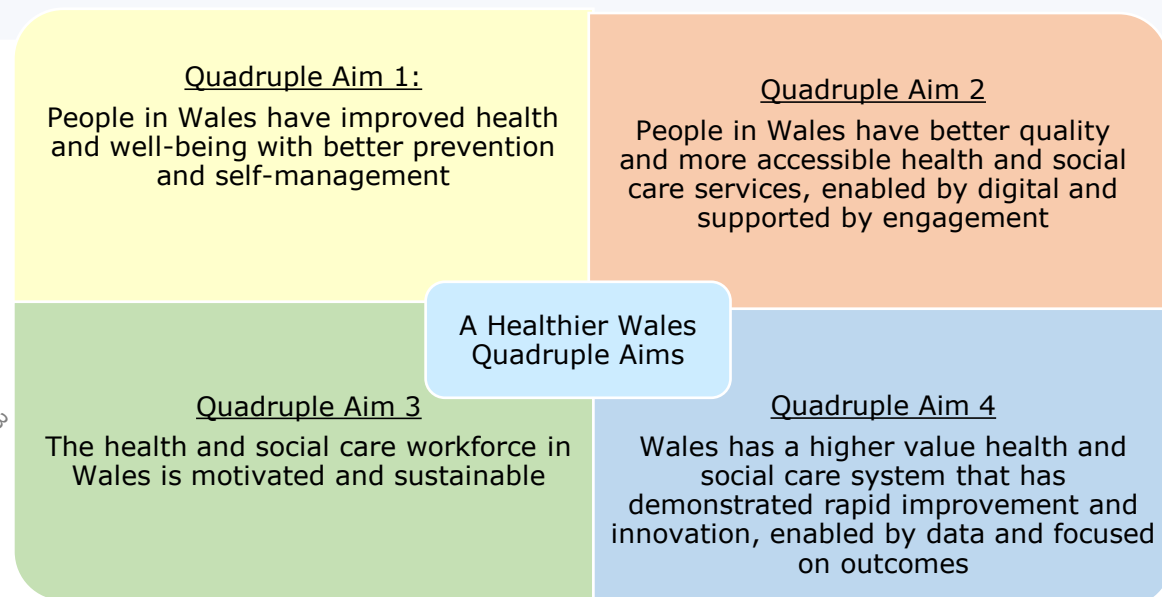 Quadruple Aim 1:
People in Wales have improved health
and well-being with better prevention
and self-management
Quadruple Aim 2
People in Wales have better quality
and more accessible health and social
care services, enabled by digital and
supported by engagement
A Healthier Wales
Quadruple Aims
Quadruple Aim 3
The health and social care workforce in
Wales is motivated and sustainable
Quadruple Aim 4
Wales has a higher value health and
social care system that has
demonstrated rapid improvement and
innovation, enabled by data and focused
on outcomes